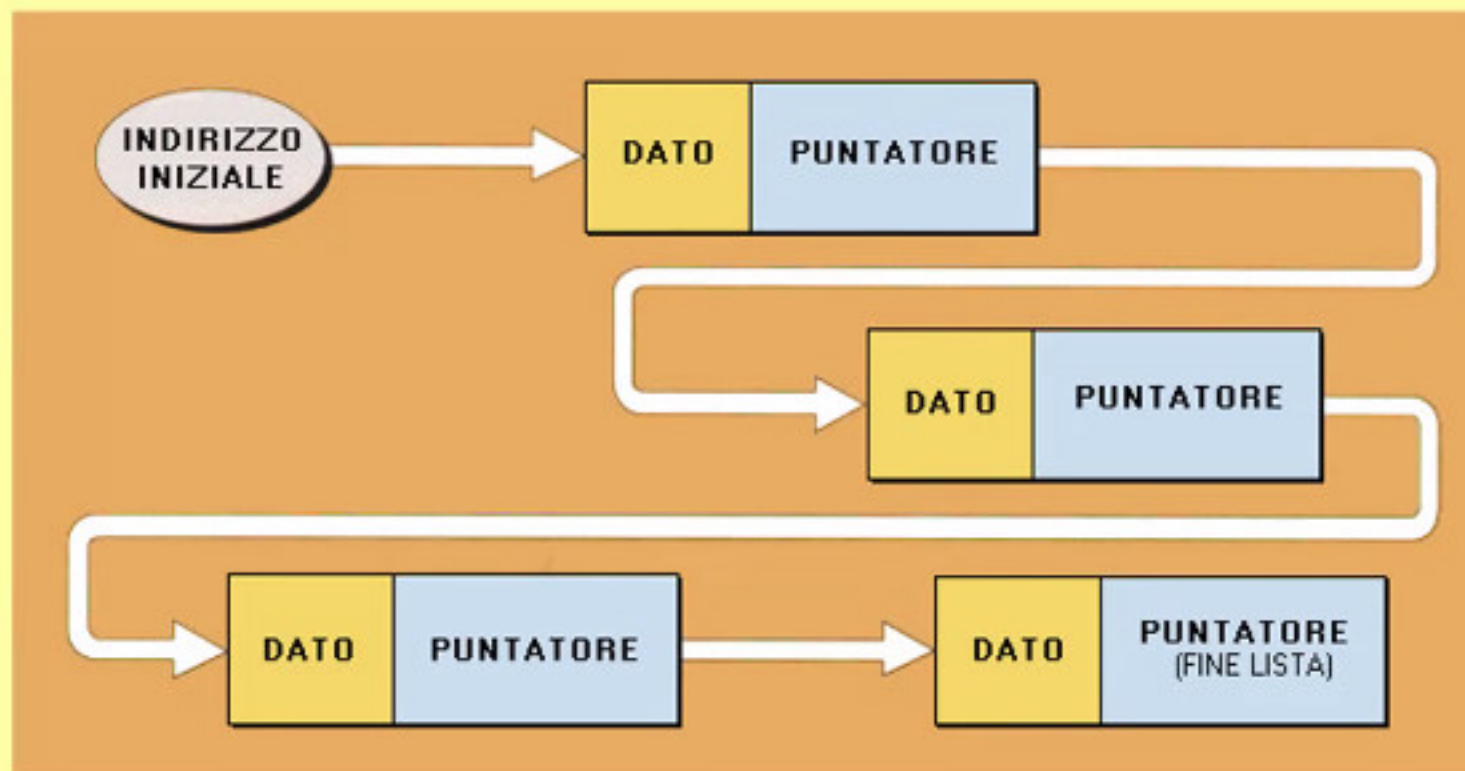 INDIRIZZO
INIZIALE
DATO PUNTATORE
DATO PUNTATORE
DATO PUNTATORE
DATO PUNTATORE
(FINE LISTA)